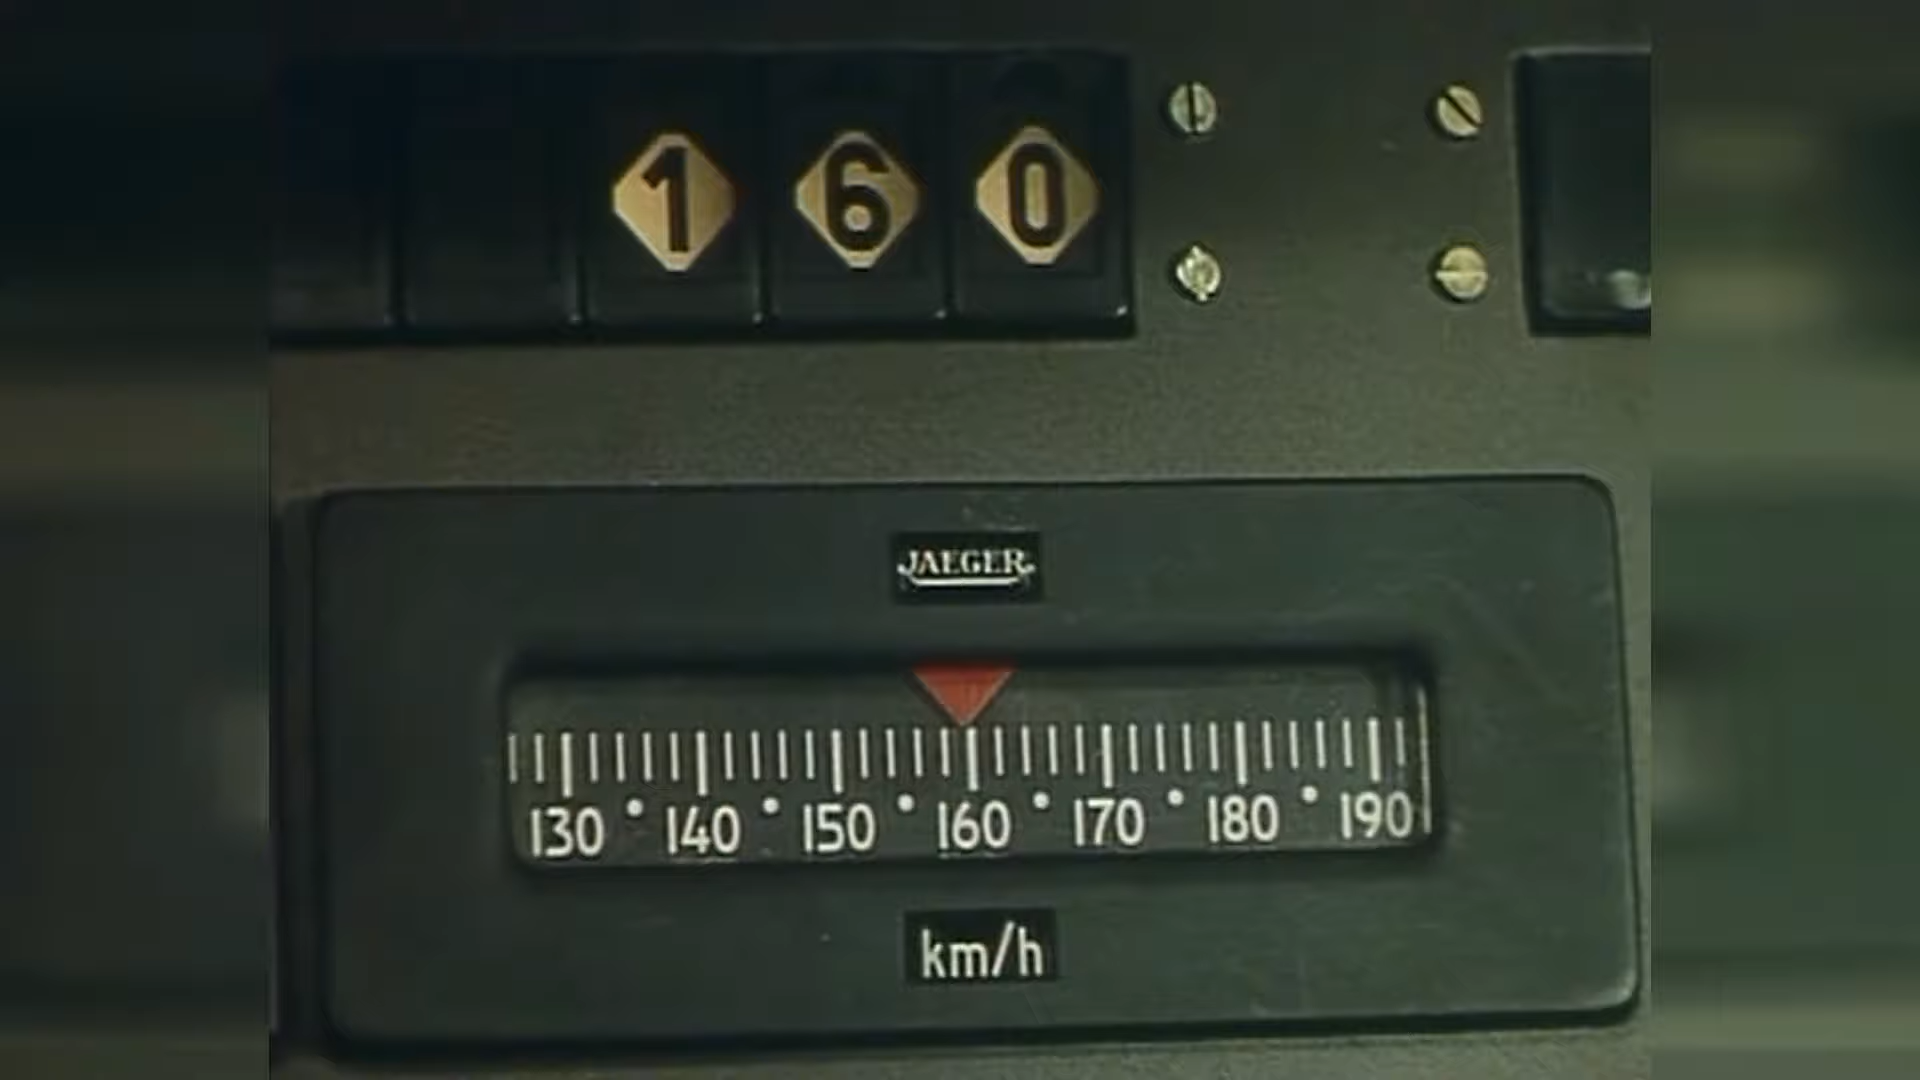 160
JAEGER
130 • 140 • 150 • 160 • 170 • 180 • 190
km/h